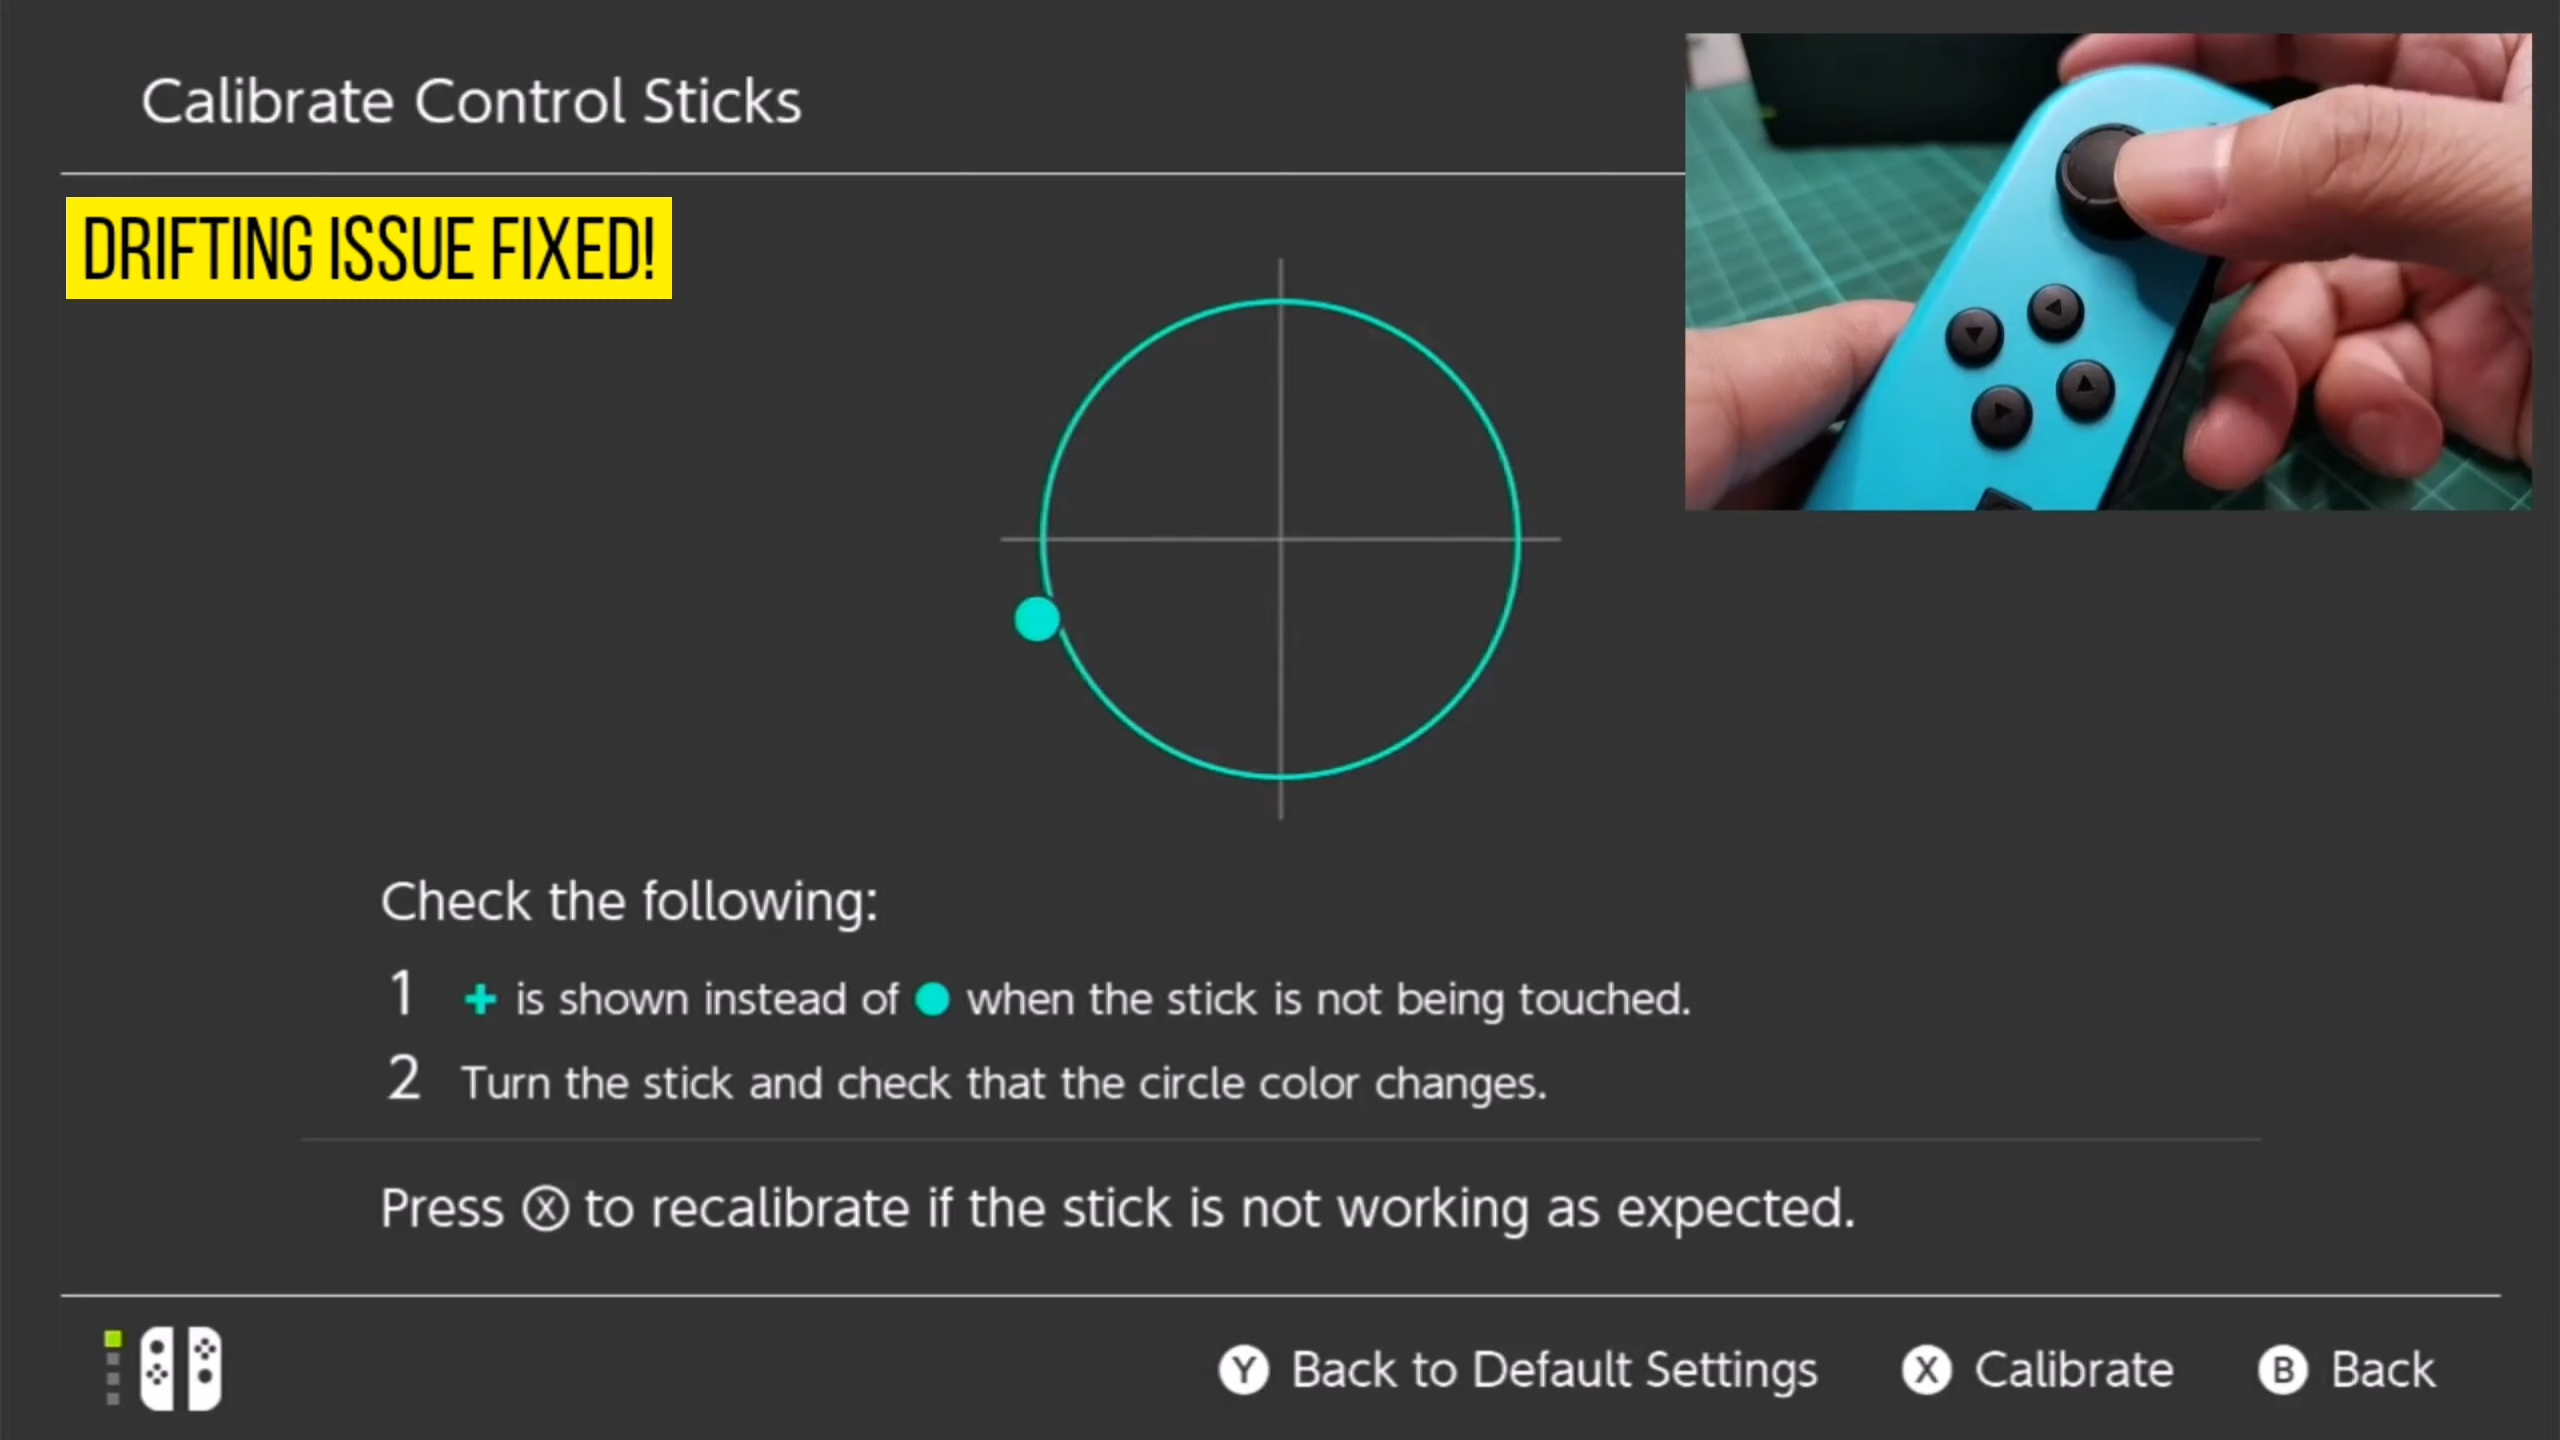 Calibrate Control Sticks
DRIFTING ISSUE FIXED!
Check the following:
1 + is shown instead of ● when the stick is not being touched.
2 Turn the stick and check that the circle color changes.
Press Ⓧ to recalibrate if the stick is not working as expected.
Y Back to Default Settings X Calibrate B Back